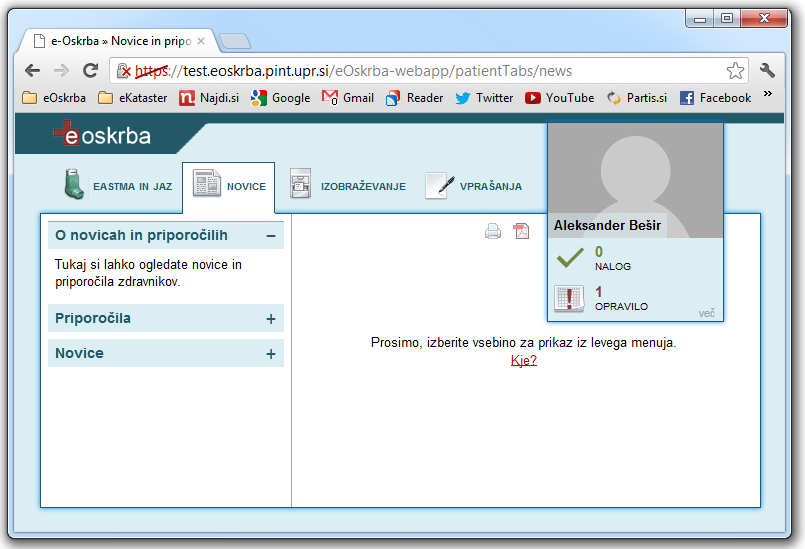 e-Oskrba » Novice in pripo
https://test.eoskrba.pint.upr.si/eOskrba-webapp/patientTabs/news
eOskrba eKataster Najdi.si Google Gmail Reader Twitter YouTube Partis.si Facebook »
eoskrba
EASTMA IN JAZ NOVICE IZOBRAŽEVANJE VPRAŠANJA
Aleksander Bešir
0
NALOG
1
OPRAVILO
več
O novicah in priporočilih −
Tukaj si lahko ogledate novice in
priporočila zdravnikov.
Priporočila +
Novice +
Prosimo, izberite vsebino za prikaz iz levega menuja.
Kje?